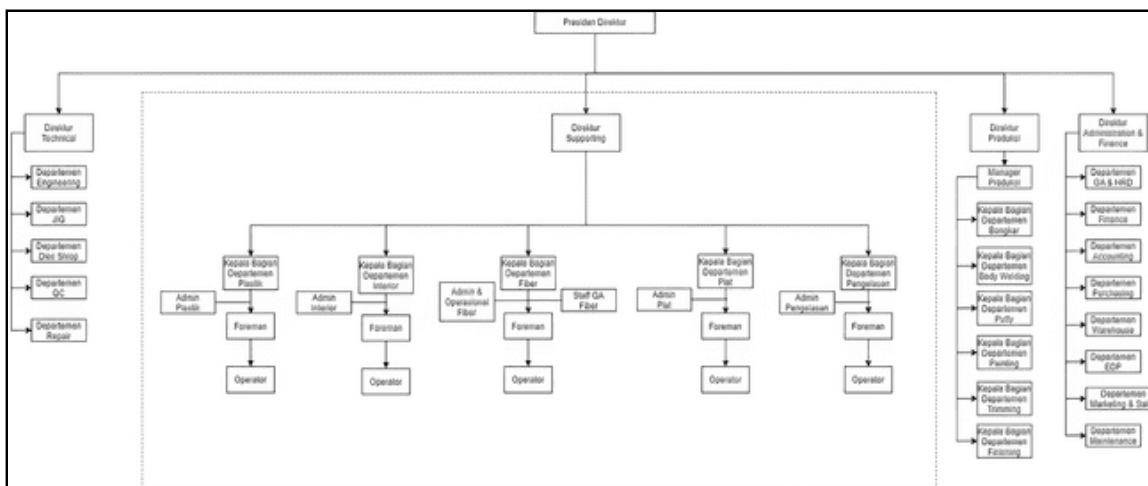 Presiden Direktur
Direktur
Technical
Departemen
Engineering
Departemen
JIG
Departemen
Departemen
QC
Departemen
Repair
Direktur
Supporting
Kepala Bagian
Departemen
Plastik
Admin
Plastik
Foreman
Operator
Kepala Bagian
Departemen
Interior
Admin
Interior
Foreman
Operator
Kepala Bagian
Departemen
Fiber
Admin &
Operasional
Fiber
Staff GA
Fiber
Foreman
Operator
Kepala Bagian
Departemen
Plat
Admin
Plat
Foreman
Operator
Kepala Bagian
Departemen
Pengelasan
Admin
Pengelasan
Foreman
Operator
Direktur
Produksi
Manager
Produksi
Kepala Bagian
Departemen
Bongkar
Kepala Bagian
Departemen
Body Welding
Kepala Bagian
Departemen
Putty
Kepala Bagian
Departemen
Painting
Kepala Bagian
Departemen
Trimming
Kepala Bagian
Departemen
Finishing
Direktur
Administration &
Finance
Departemen
GA & HRD
Departemen
Finance
Departemen
Accounting
Departemen
Purchasing
Departemen
Warehouse
Departemen
EDP
Departemen
Marketing & Sal
Departemen
Maintenance